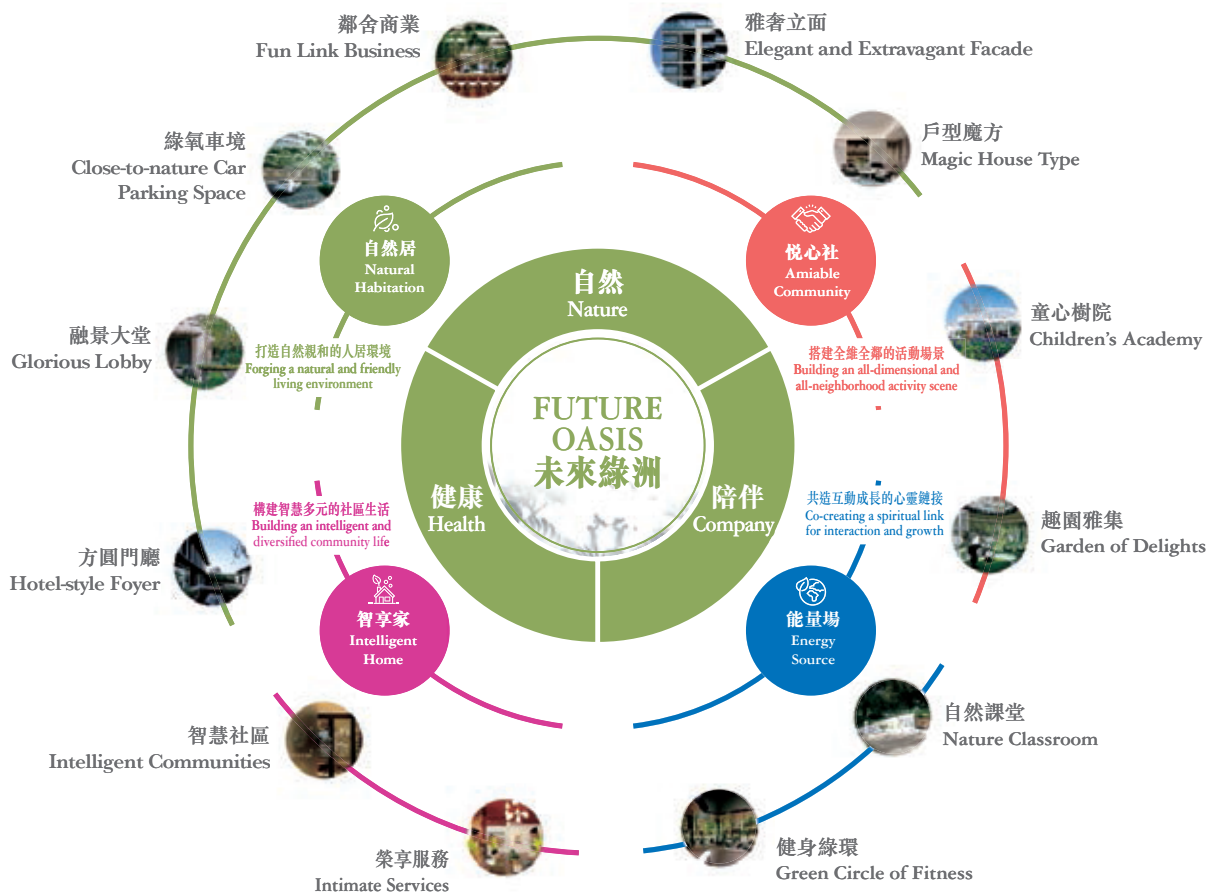 鄰舍商業
Fun Link Business
雅奢立面
Elegant and Extravagant Facade
綠氧車境
Close-to-nature Car
Parking Space
戶型魔方
Magic House Type
自然居
Natural
Habitation
悦心社
Amiable
Community
自然
Nature
融景大堂
Glorious Lobby
打造自然親和的人居環境
Forging a natural and friendly
living environment
搭建全維全鄰的活動場景
Building an all-dimensional and
all-neighborhood activity scene
童心樹院
Children's Academy
FUTURE
OASIS
未來綠洲
健康
Health
陪伴
Company
方圓門廳
Hotel-style Foyer
構建智慧多元的社區生活
Building an intelligent and
diversified community life
共造互動成長的心靈鏈接
Co-creating a spiritual link
for interaction and growth
趣園雅集
Garden of Delights
智享家
Intelligent
Home
能量場
Energy
Source
智慧社區
Intelligent Communities
自然課堂
Nature Classroom
榮享服務
Intimate Services
健身綠環
Green Circle of Fitness